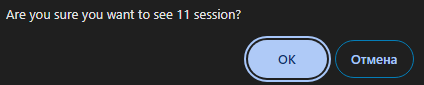 Are you sure you want to see 11 session?
OK Отмена